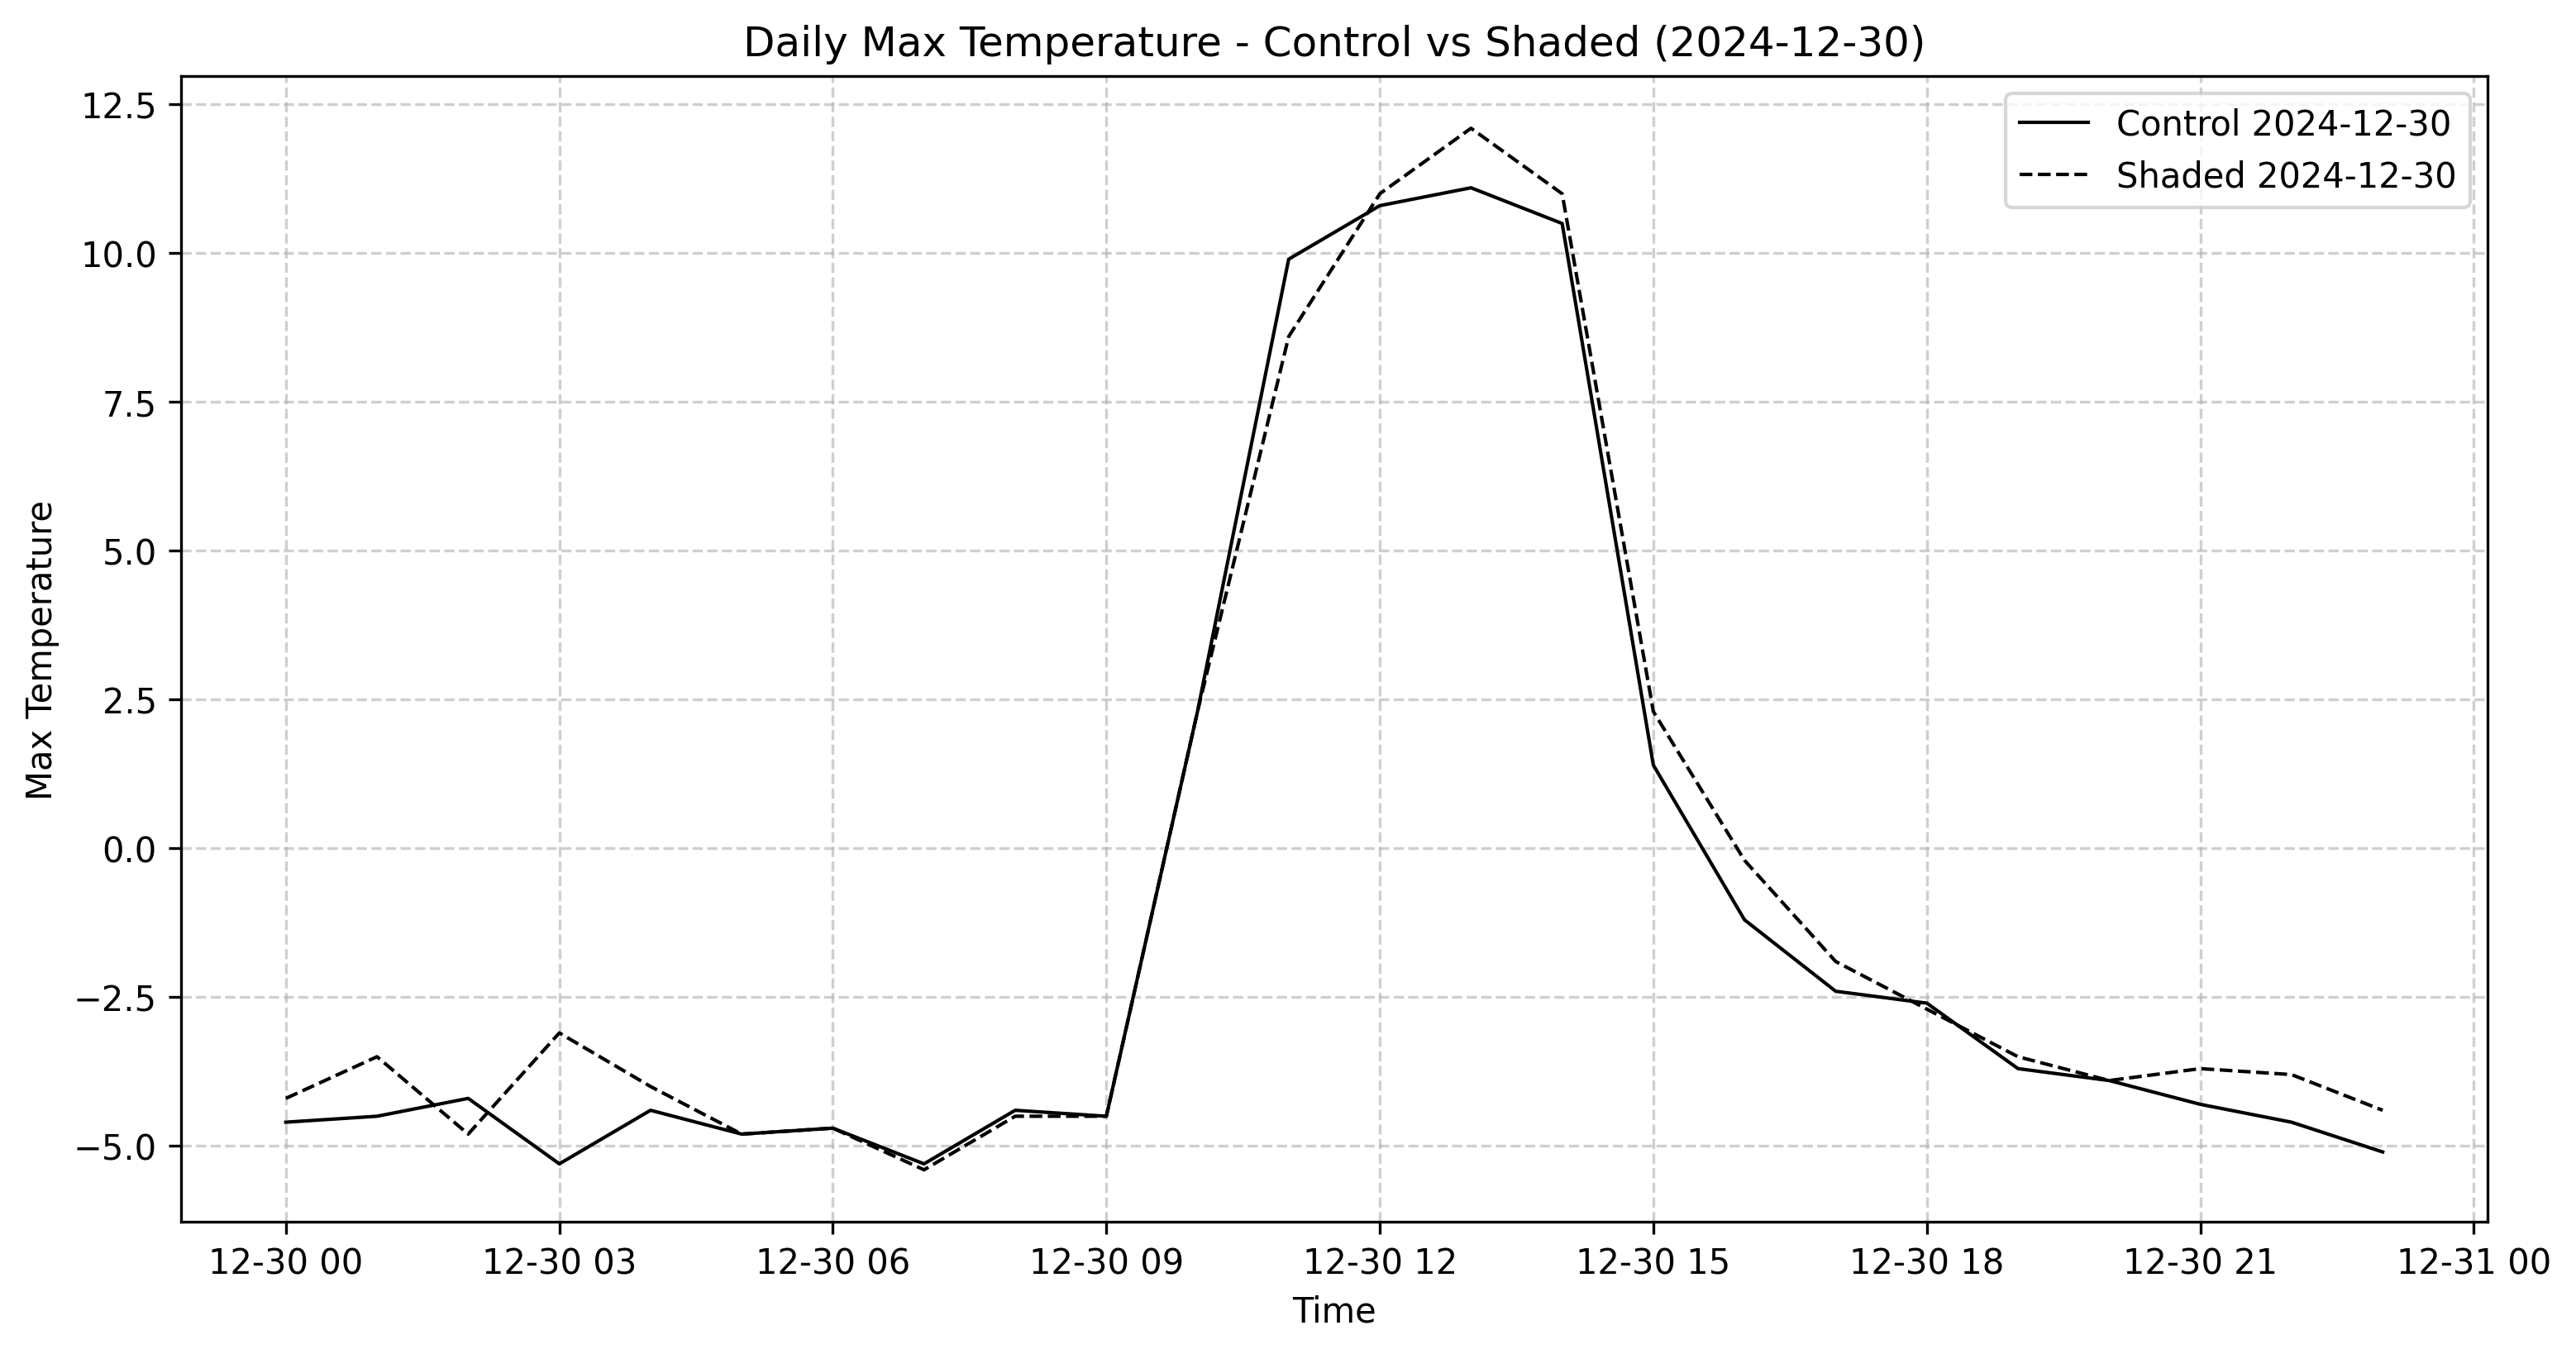 Daily Max Temperature - Control vs Shaded (2024-12-30)
Control 2024-12-30
Shaded 2024-12-30
Max Temperature
12.5
10.0
7.5
5.0
2.5
0.0
−2.5
−5.0
12-30 00 12-30 03 12-30 06 12-30 09 12-30 12 12-30 15 12-30 18 12-30 21 12-31 00
Time